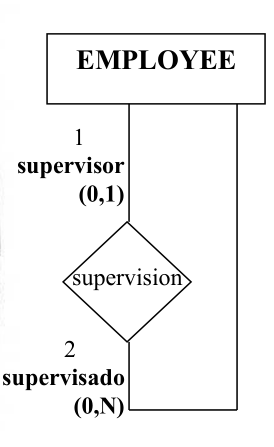 EMPLOYEE
1
supervisor
(0,1)
supervision
2
supervisado
(0,N)